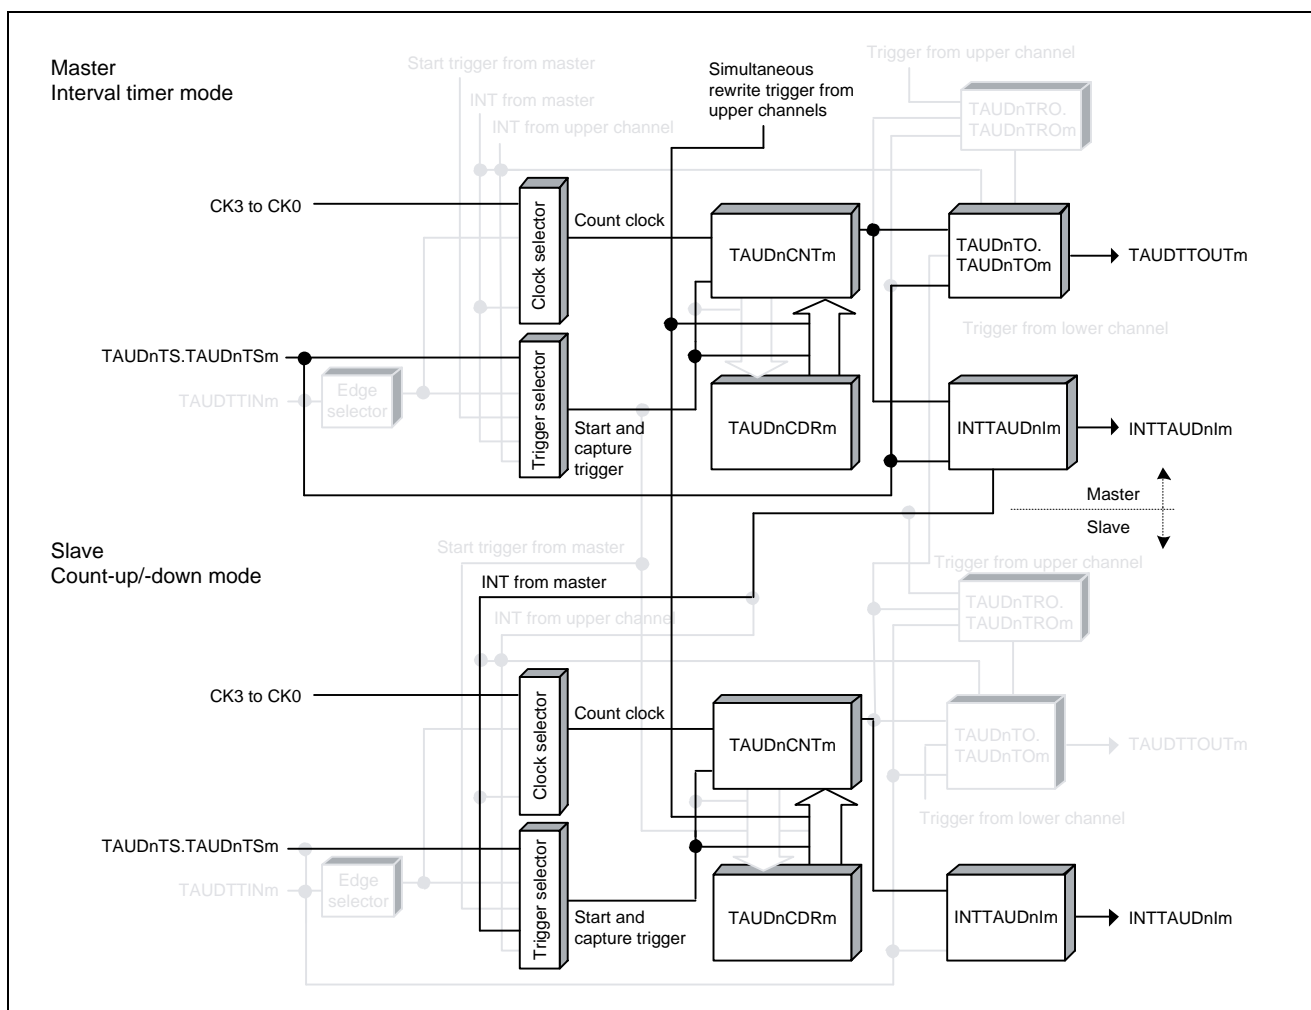 Master
Interval timer mode
Start trigger from master
INT from master
INT from upper channel
Simultaneous
rewrite trigger from
upper channels
Trigger from upper channel
TAUDnTRO.
TAUDnTROm
CK3 to CK0
Clock selector
Count clock
TAUDnCNTm
TAUDnTO.
TAUDnTOm
TAUDTTOUTm
Trigger from lower channel
TAUDnTS.TAUDnTSm
TAUDTTINm
Edge
selector
Trigger selector
Start and
capture
trigger
TAUDnCDRm
INTTAUDnIm
INTTAUDnIm
Master
Slave
Slave
Count-up/-down mode
Start trigger from master
INT from master
INT from upper channel
Trigger from upper channel
TAUDnTRO.
TAUDnTROm
CK3 to CK0
Clock selector
Count clock
TAUDnCNTm
TAUDnTO.
TAUDnTOm
TAUDTTOUTm
Trigger from lower channel
TAUDnTS.TAUDnTSm
TAUDTTINm
Edge
selector
Trigger selector
Start and
capture trigger
TAUDnCDRm
INTTAUDnIm
INTTAUDnIm